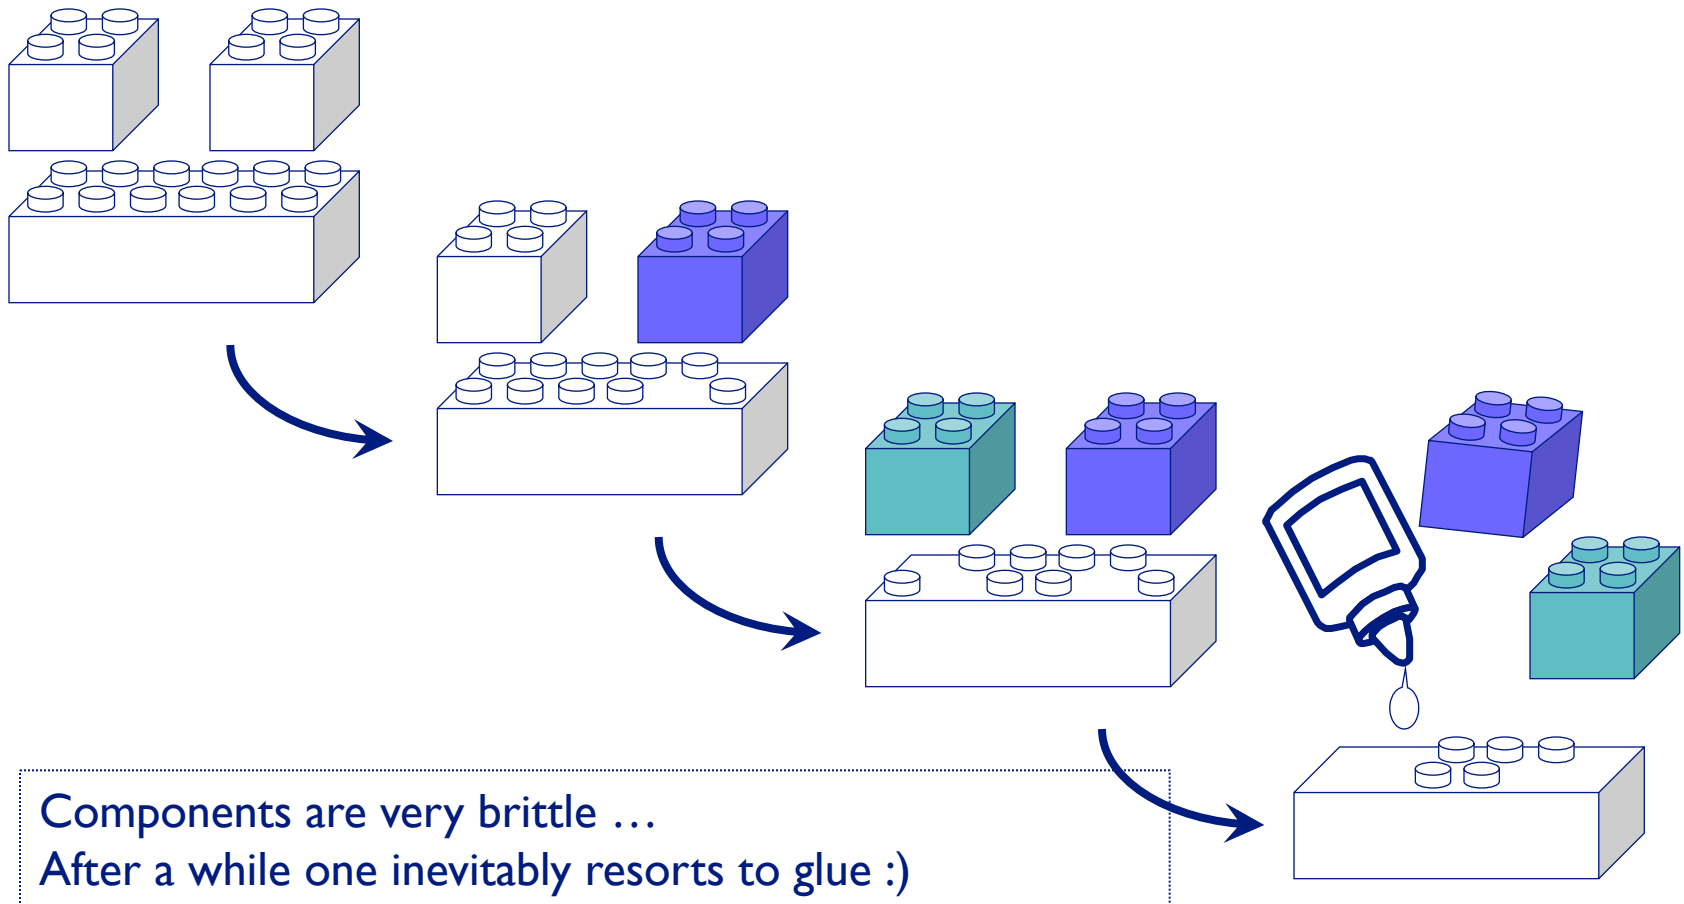 Components are very brittle …
After a while one inevitably resorts to glue :)